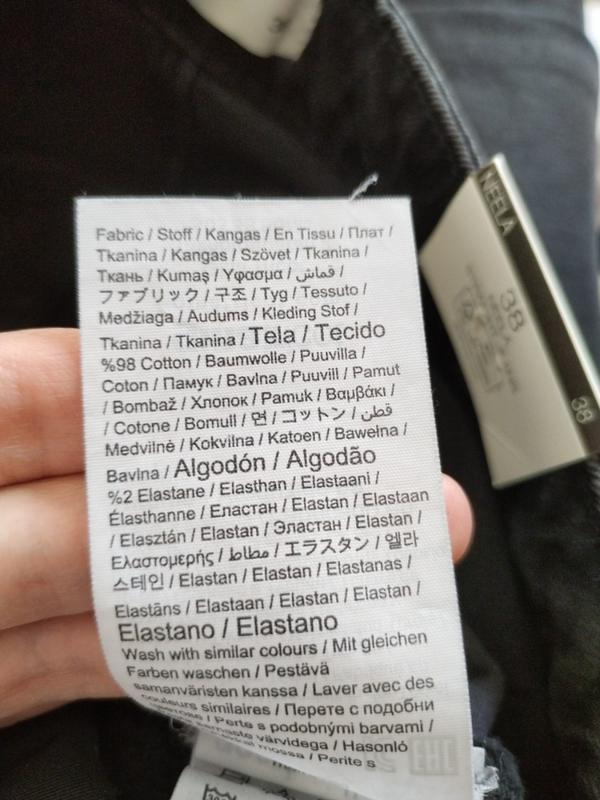 Fabric / Stoff / Kangas / En Tissu / Плат /
Tkanina / Kangas / Szövet / Tkanina /
Ткань / Kumaş / Υφασμα / قماش /
ファブリック / 구조 / Tyg / Tessuto /
Medžiaga / Audums / Kleding Stof /
Tkanina / Tkanina / Tela / Tecido
%98 Cotton / Baumwolle / Puuvilla /
Coton / Памук / Bavlna / Puuvill / Pamut
/ Bombaž / Хлопок / Pamuk / Βαμβάκι /
/ Cotone / Bomull / 면 / コットン / قطن /
Medvilnė / Kokvilna / Katoen / Bawełna /
Bavlna / Algodón / Algodão
%2 Elastane / Elasthan / Elastaani /
Élasthanne / Еластан / Elastan / Elastaan
/ Elasztán / Elastan / Эластан / Elastan /
Ελαστομερής / مطاط / エラスタン / 엘라
스테인 / Elastan / Elastan / Elastanas /
Elastāns / Elastaan / Elastan / Elastan /
Elastano / Elastano
Wash with similar colours / Mit gleichen
Farben waschen / Pestävä
samanväristen kanssa / Laver avec des
couleurs similaires / Перете с подобни
цветове / Perte s podobnými barvami /
sarnaste värvidega / Hasonló
mossa / Perite s
EHC
NEELA
38
38